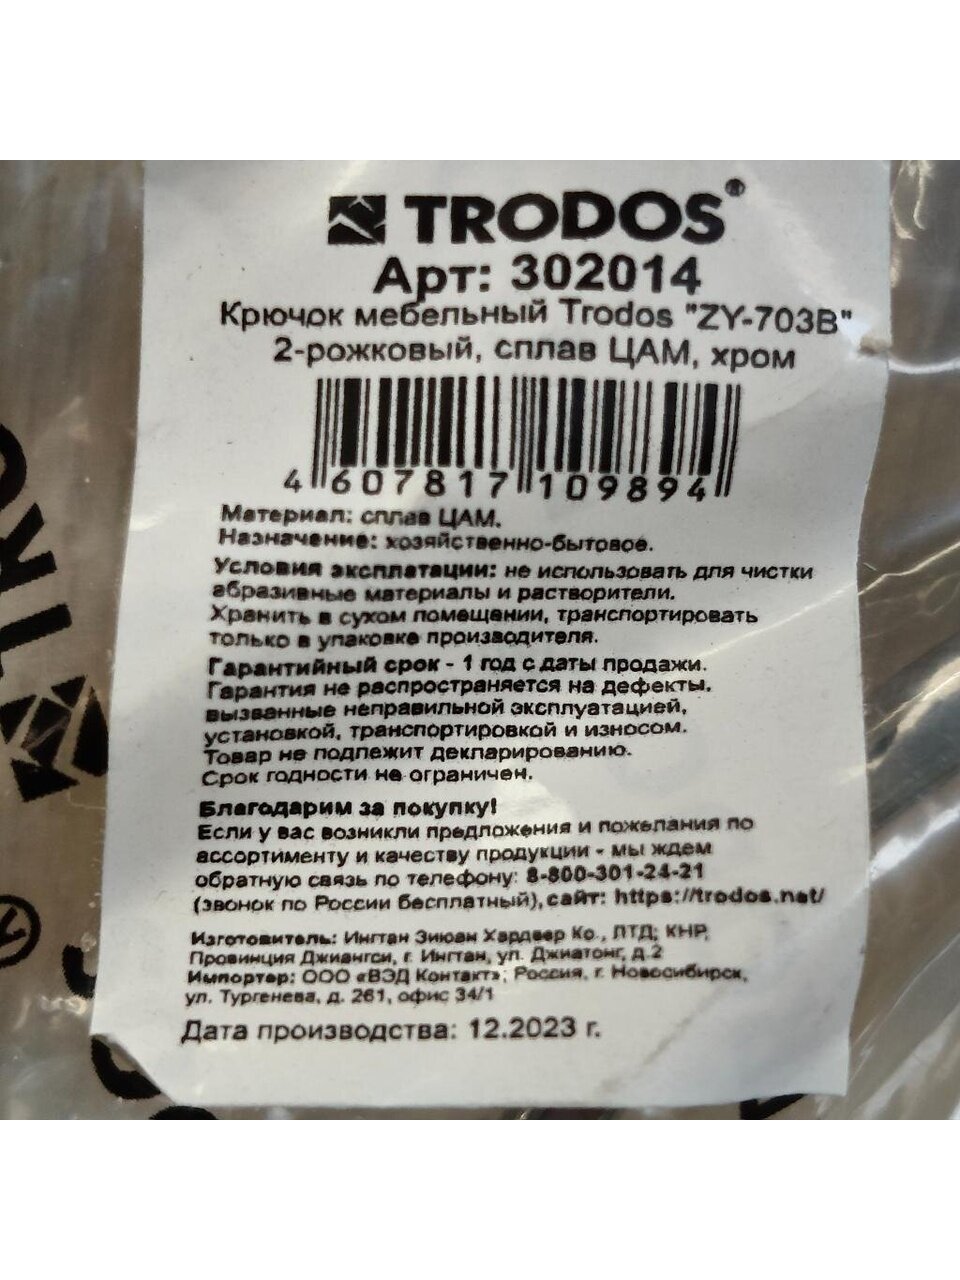 TRODOS®
Арт: 302014
Крючок мебельный Trodos "ZY-703B"
2-рожковый, сплав ЦАМ, хром
4 607817 109894
Материал: сплав ЦАМ.
Назначение: хозяйственно-бытовое.
Условия эксплатации: не использовать для чистки
абразивные материалы и растворители.
Хранить в сухом помещении, транспортировать
только в упаковке производителя.
Гарантийный срок - 1 год с даты продажи.
Гарантия не распространяется на дефекты,
вызванные неправильной эксплуатацией,
установкой, транспортировкой и износом.
Товар не подлежит декларированию.
Срок годности не ограничен.
Благодарим за покупку!
Если у вас возникли предложения и пожелания по
ассортименту и качеству продукции - мы ждем
обратную связь по телефону: 8-800-301-24-21
(звонок по России бесплатный), сайт: https://trodos.net/
Изготовитель: Ингтан Зиюан Хардвер Ко., ЛТД; КНР,
Провинция Джиангси, г. Ингтан, ул. Джиатонг, д.2
Импортер: ООО «ВЭД Контакт»; Россия, г. Новосибирск,
ул. Тургенева, д. 261, офис 34/1
Дата производства: 12.2023 г.